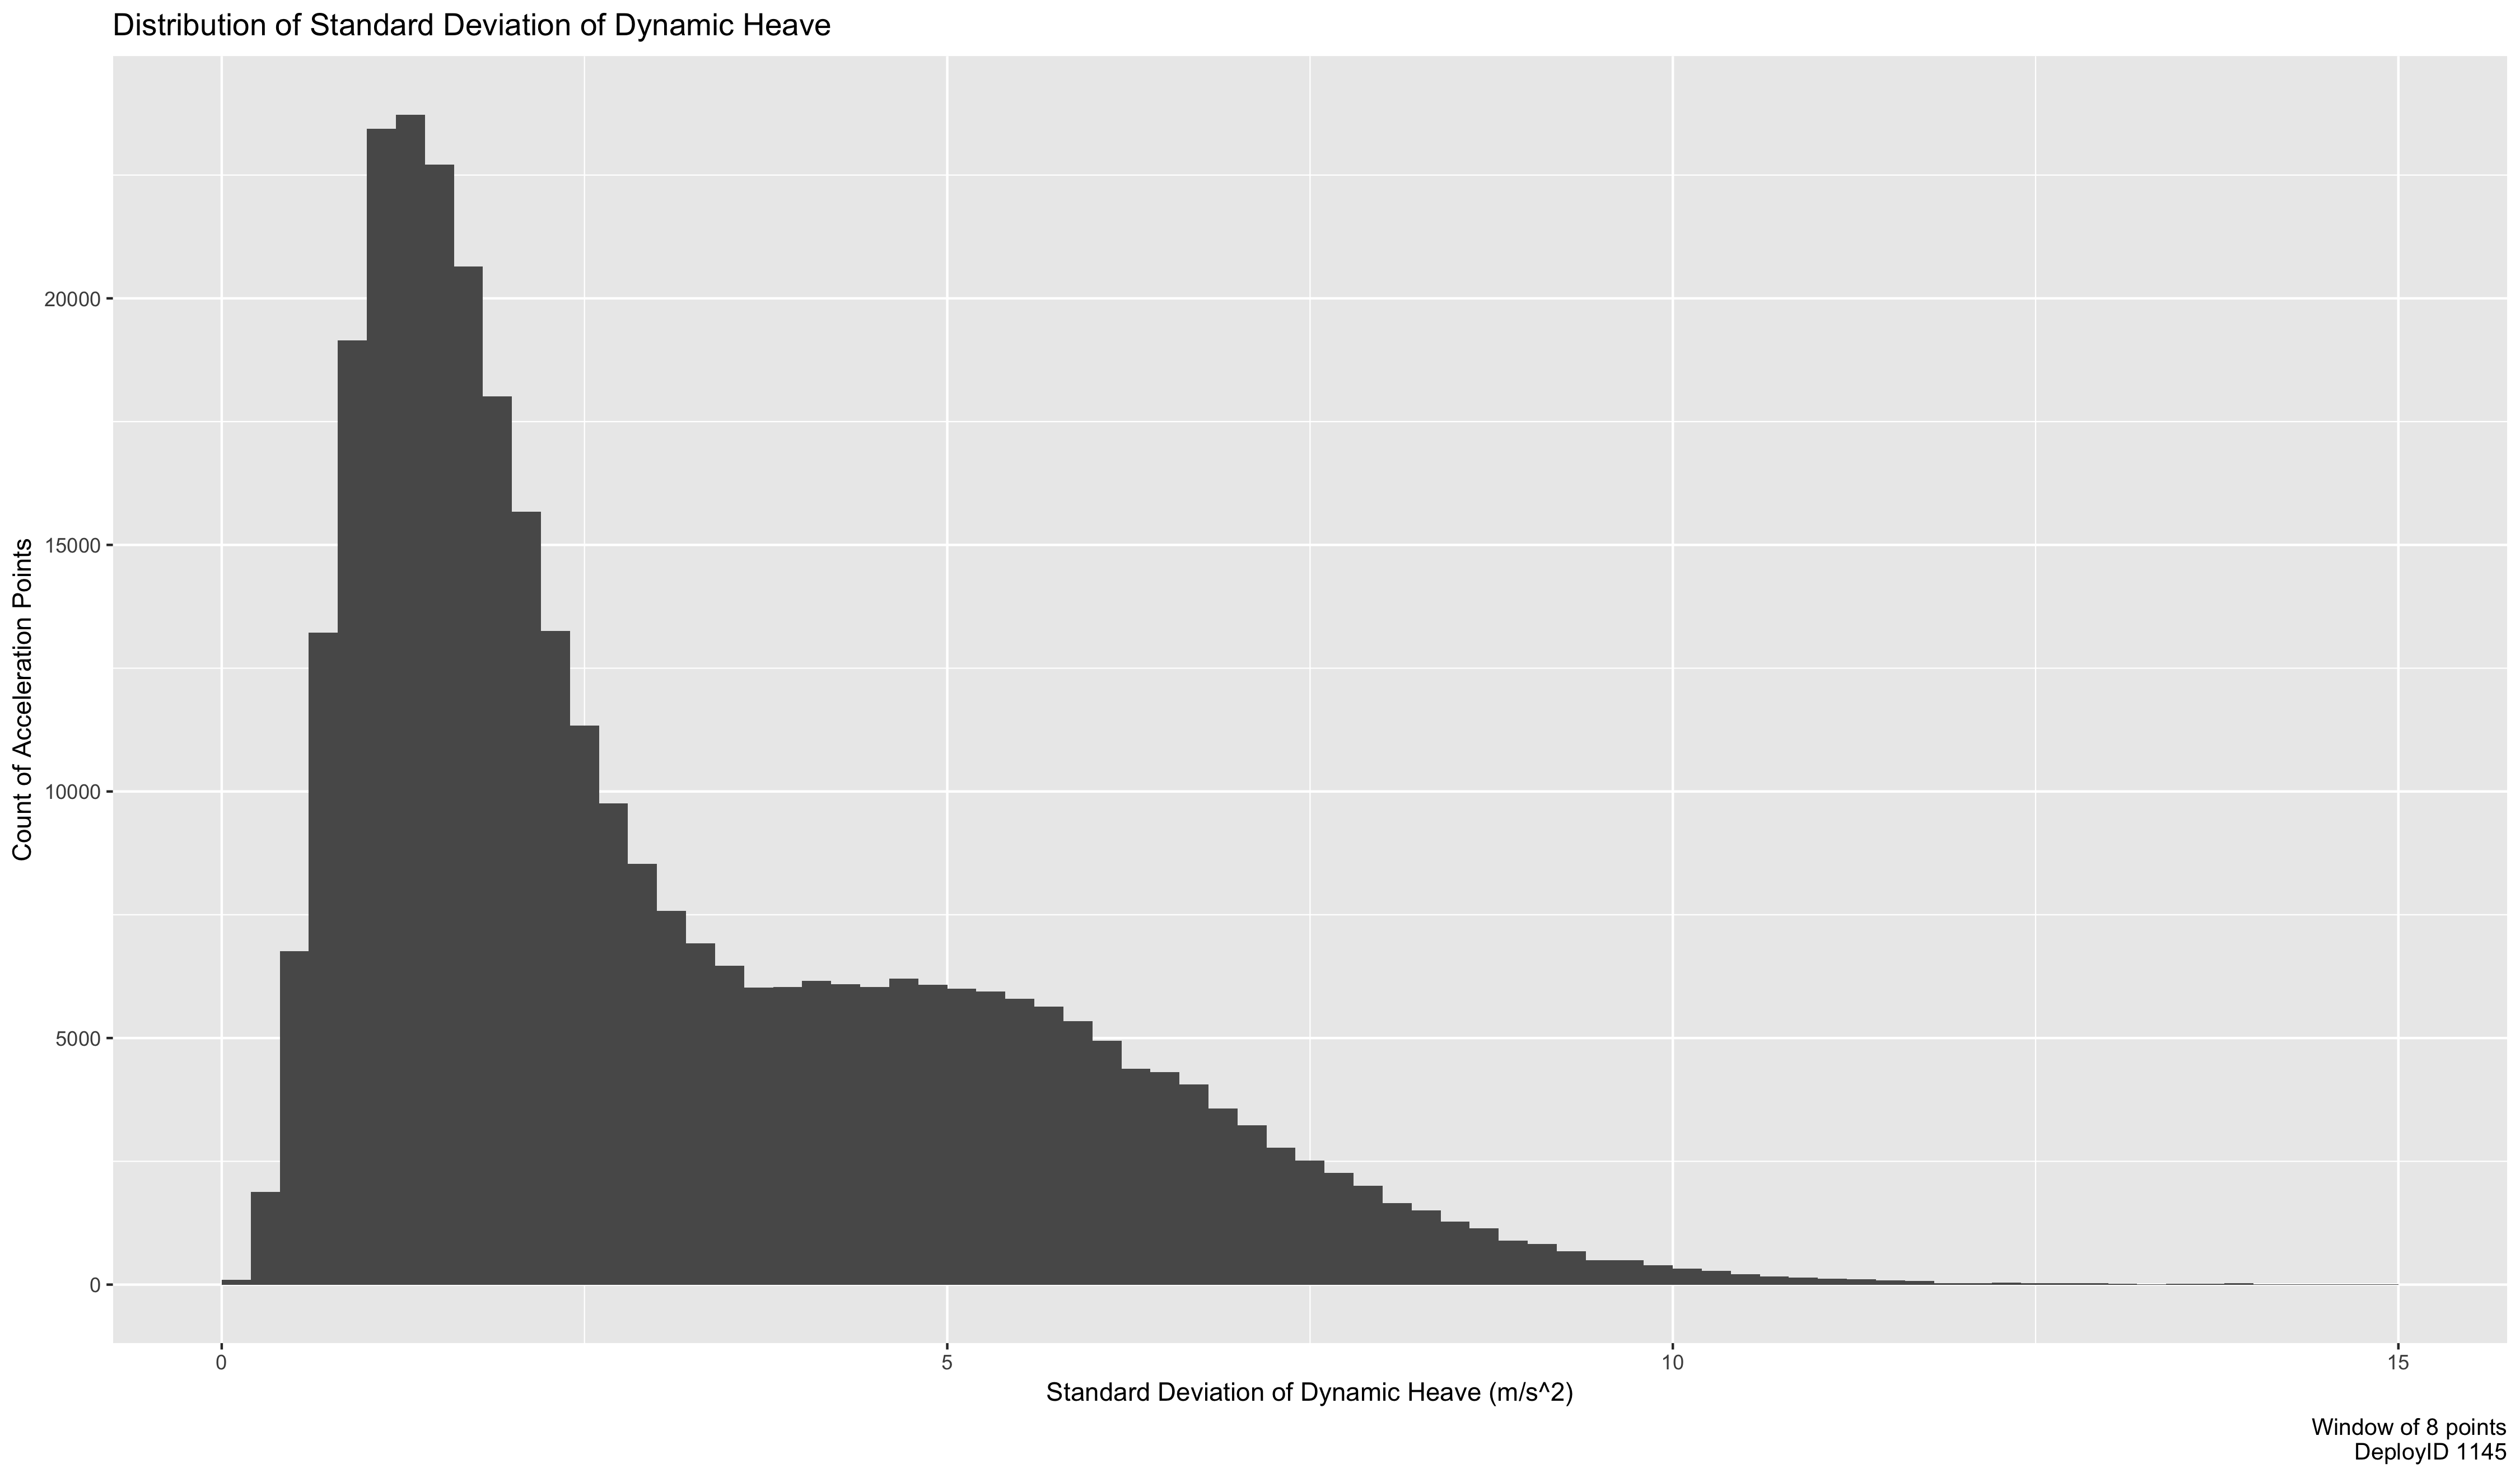 Distribution of Standard Deviation of Dynamic Heave
Count of Acceleration Points
20000
15000
10000
5000
0
0
5
10
15
Standard Deviation of Dynamic Heave (m/s^2)
Window of 8 points
DeployID 1145